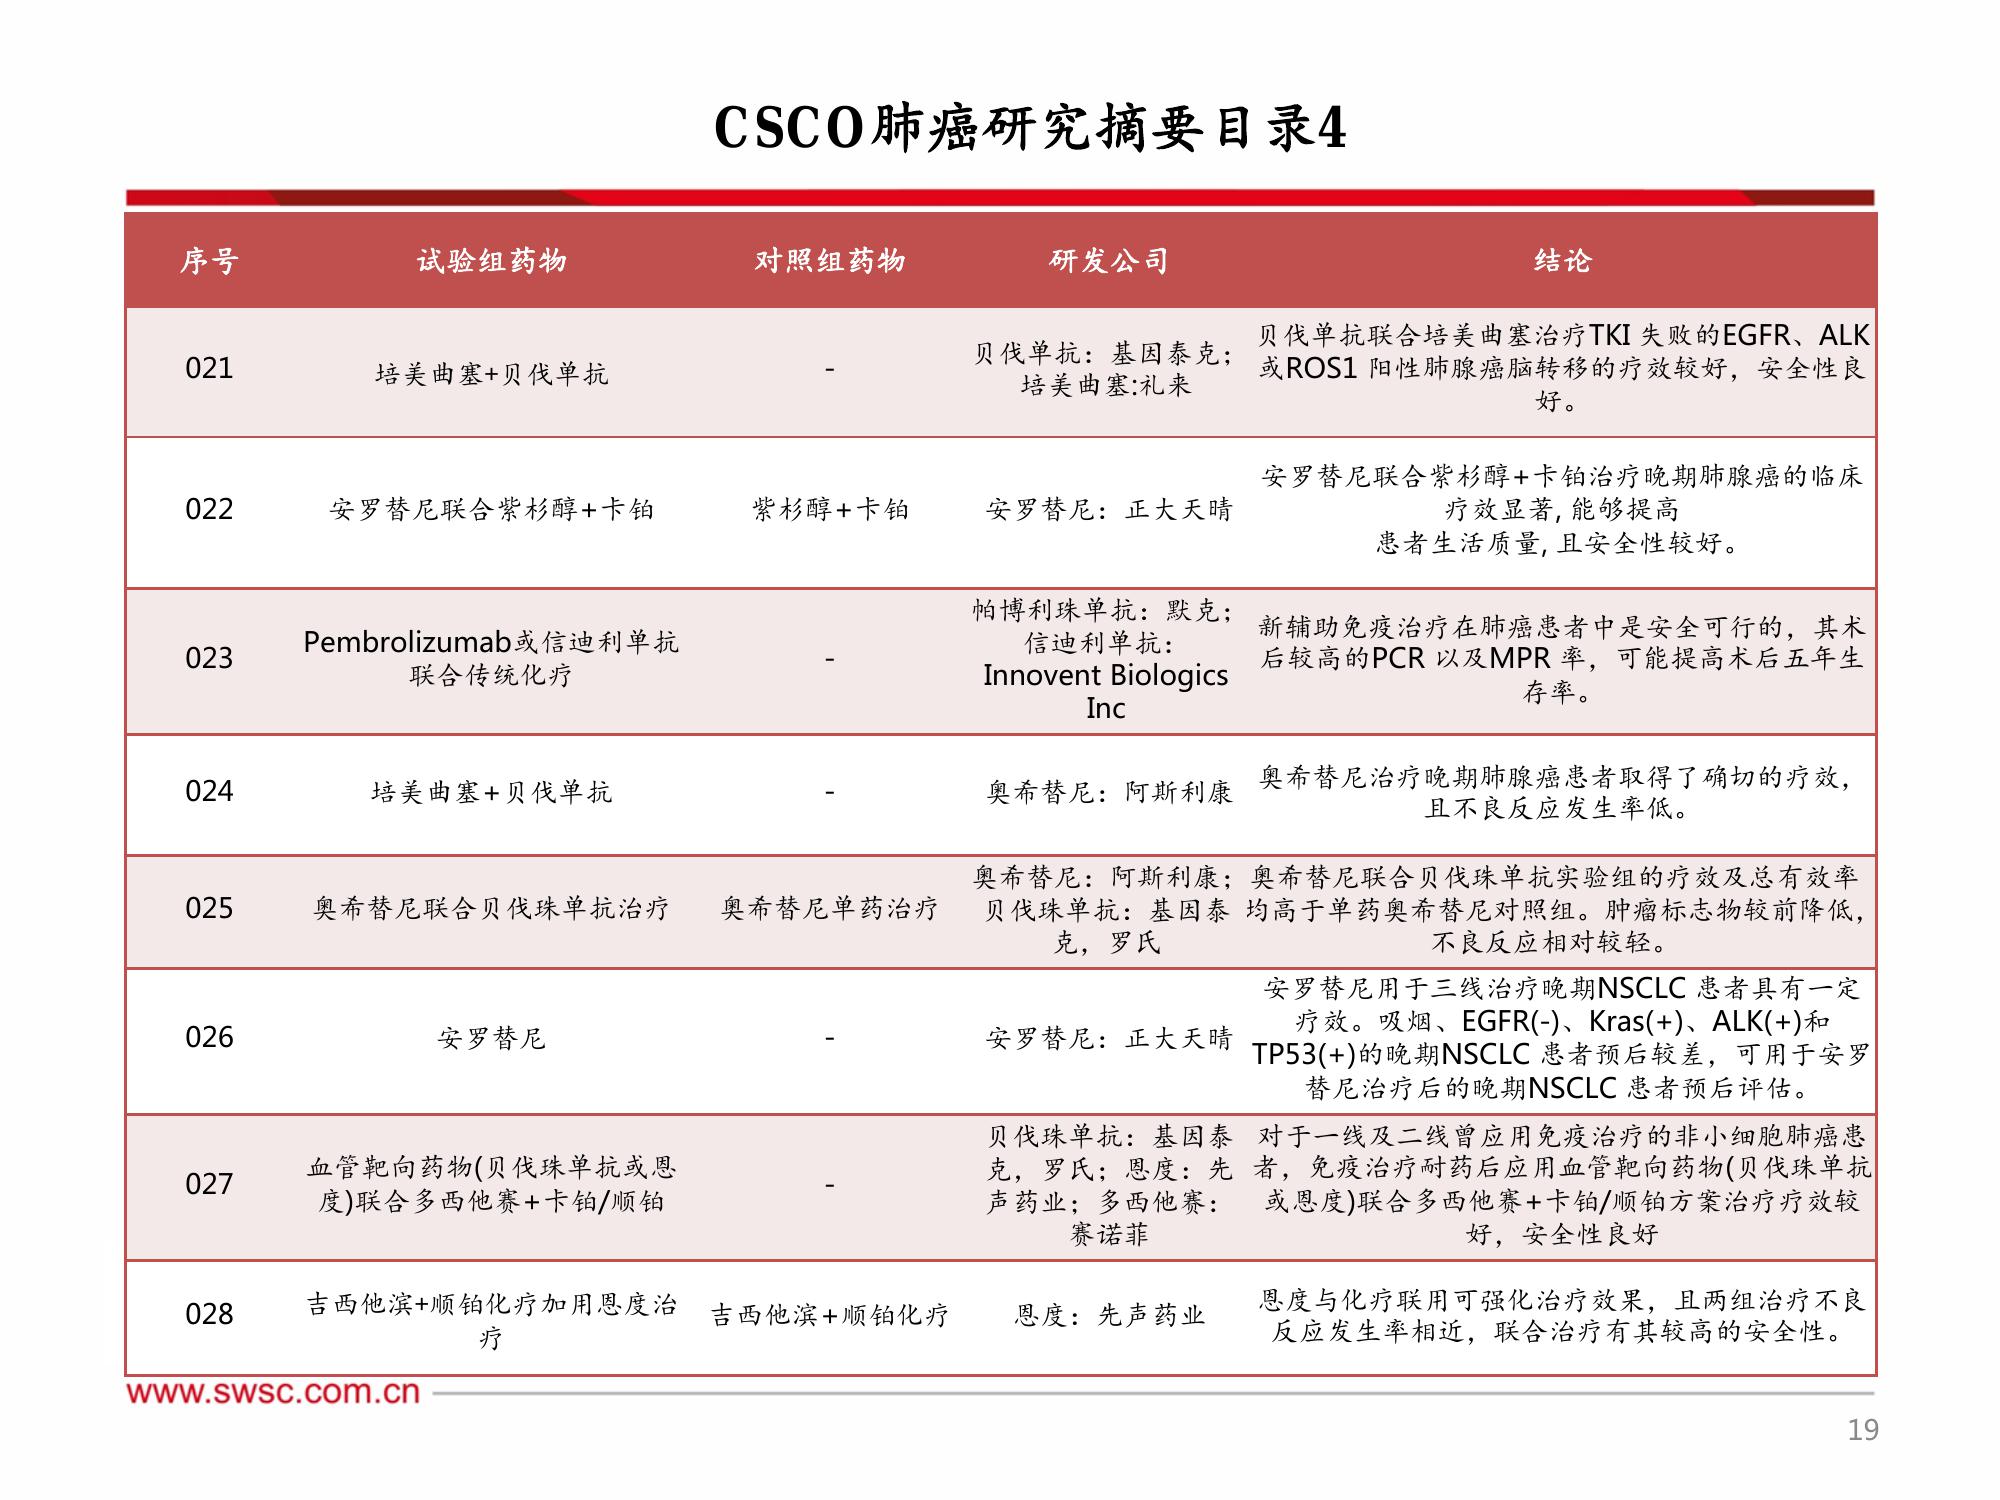 CSCO肺癌研究摘要目录4
序号 试验组药物 对照组药物 研发公司 结论
021
培美曲塞+贝伐单抗
-
贝伐单抗：基因泰克；
培美曲塞:礼来
贝伐单抗联合培美曲塞治疗TKI 失败的EGFR、ALK
或ROS1 阳性肺腺癌脑转移的疗效较好，安全性良
好。
022
安罗替尼联合紫杉醇+卡铂
紫杉醇+卡铂
安罗替尼：正大天晴
安罗替尼联合紫杉醇+卡铂治疗晚期肺腺癌的临床
疗效显著, 能够提高
患者生活质量, 且安全性较好。
023
Pembrolizumab或信迪利单抗
联合传统化疗
-
帕博利珠单抗：默克；
信迪利单抗：
Innovent Biologics
Inc
新辅助免疫治疗在肺癌患者中是安全可行的，其术
后较高的PCR 以及MPR 率，可能提高术后五年生
存率。
024
培美曲塞+贝伐单抗
-
奥希替尼：阿斯利康
奥希替尼治疗晚期肺腺癌患者取得了确切的疗效，
且不良反应发生率低。
025
奥希替尼联合贝伐珠单抗治疗
奥希替尼单药治疗
奥希替尼：阿斯利康；
贝伐珠单抗：基因泰
克，罗氏
奥希替尼联合贝伐珠单抗实验组的疗效及总有效率
均高于单药奥希替尼对照组。肿瘤标志物较前降低，
不良反应相对较轻。
026
安罗替尼
-
安罗替尼：正大天晴
安罗替尼用于三线治疗晚期NSCLC 患者具有一定
疗效。吸烟、EGFR(-)、Kras(+)、ALK(+)和
TP53(+)的晚期NSCLC 患者预后较差，可用于安罗
替尼治疗后的晚期NSCLC 患者预后评估。
027
血管靶向药物(贝伐珠单抗或恩
度)联合多西他赛+卡铂/顺铂
-
贝伐珠单抗：基因泰
克，罗氏；恩度：先
声药业；多西他赛：
赛诺菲
对于一线及二线曾应用免疫治疗的非小细胞肺癌患
者，免疫治疗耐药后应用血管靶向药物(贝伐珠单抗
或恩度)联合多西他赛+卡铂/顺铂方案治疗疗效较
好，安全性良好
028
吉西他滨+顺铂化疗加用恩度治
疗
吉西他滨+顺铂化疗
恩度：先声药业
恩度与化疗联用可强化治疗效果，且两组治疗不良
反应发生率相近，联合治疗有其较高的安全性。
www.swsc.com.cn
19